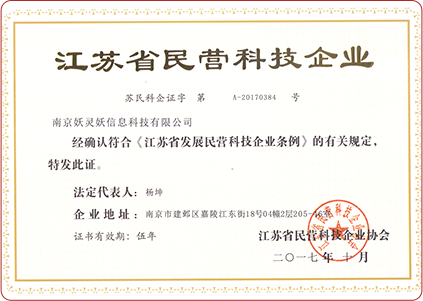 江苏省民营科技企业
苏民科企证字 第 A-20170384 号
南京妖灵妖信息科技有限公司
经确认符合《江苏省发展民营科技企业条例》的有关规定,
特发此证。
法定代表人: 杨坤
企业地址: 南京市建邺区嘉陵江东街18号04幢2层205-16室
证书有效期: 伍年
江苏省民营科技企业协会
二〇一七年 十月